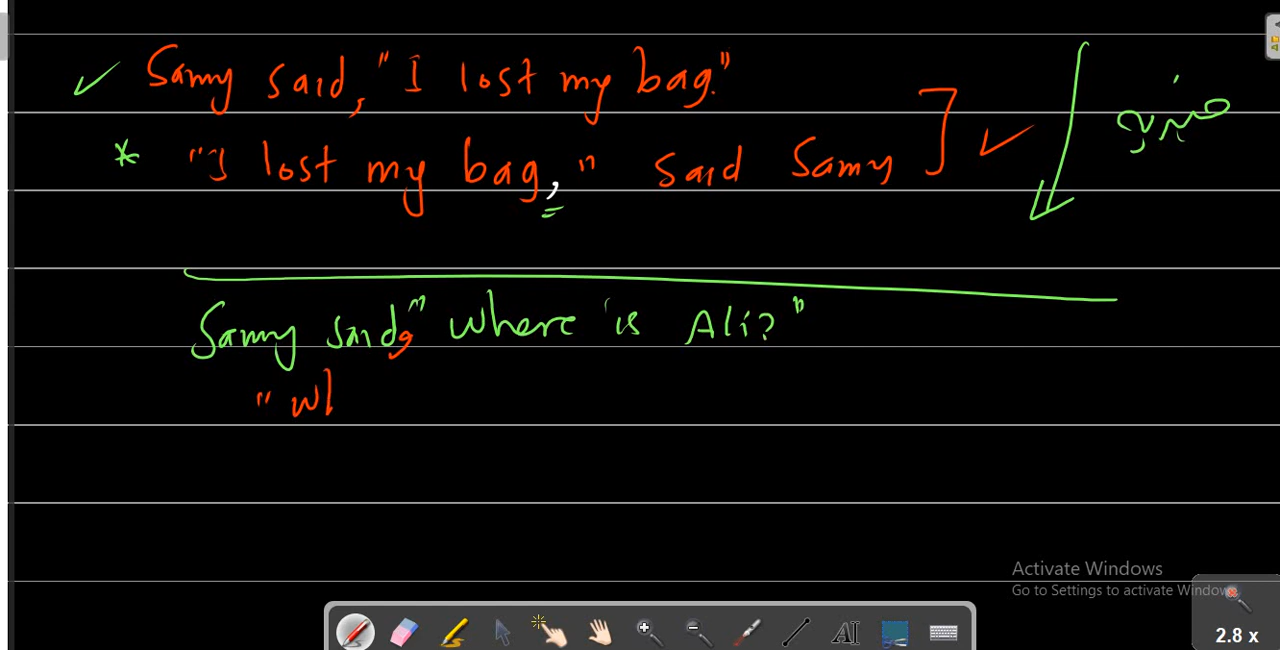 Samy said, "I lost my bag."
"I lost my bag," said Samy
Samy said, "where is Ali?"
"wh
Activate Windows
Go to Settings to activate Windows
2.8 x